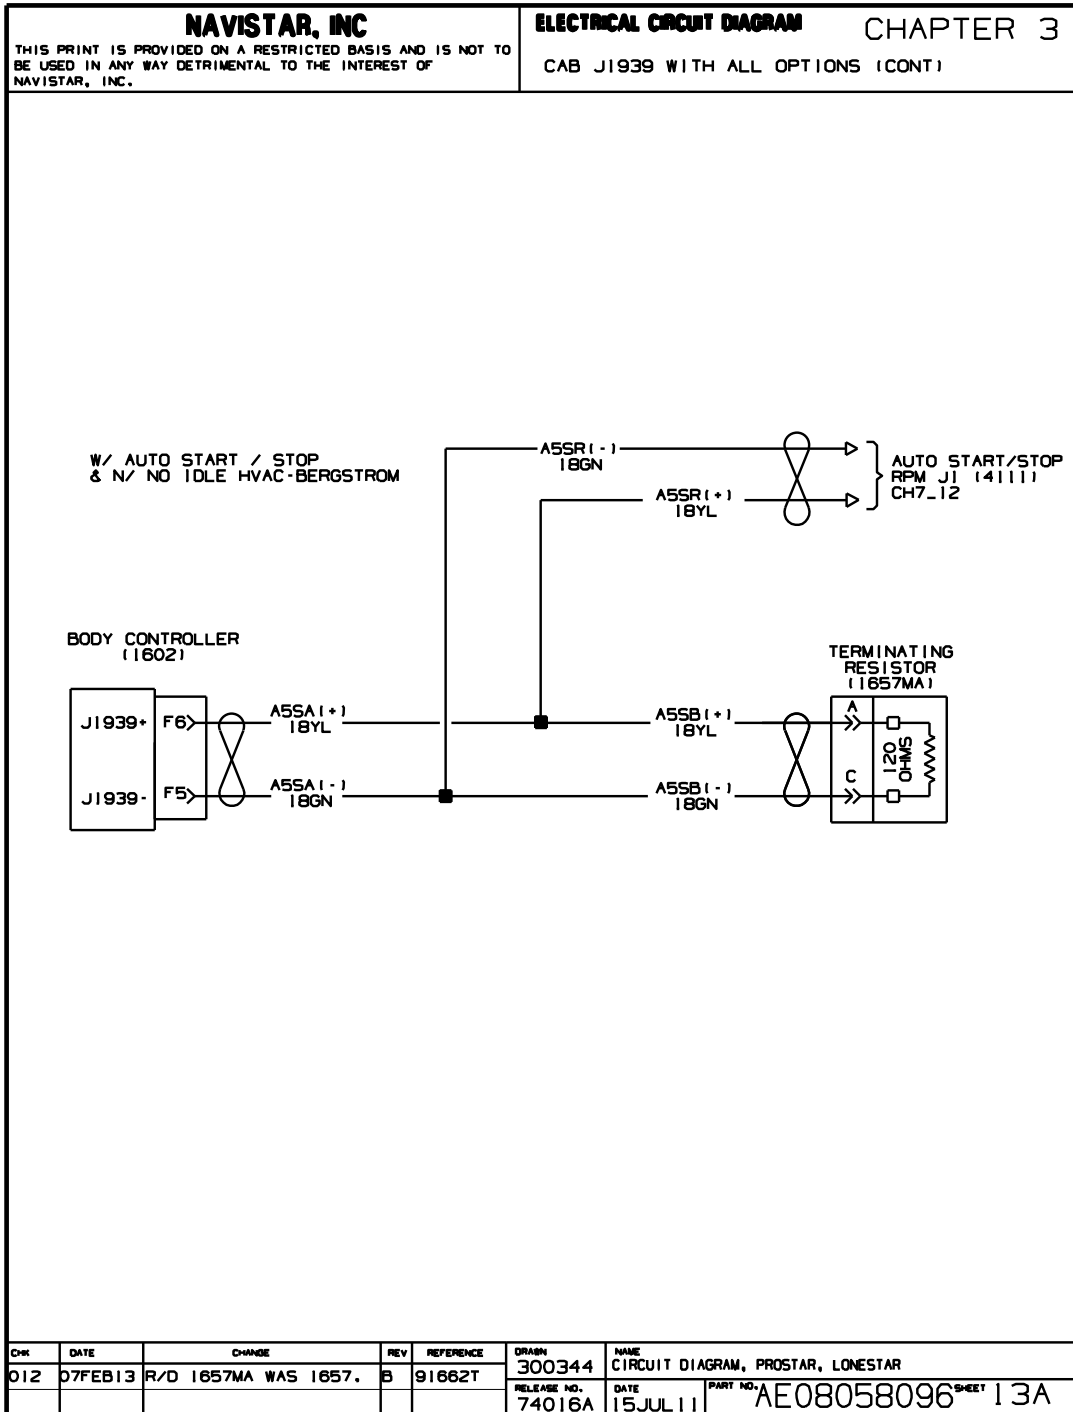 NAVISTAR, INC
THIS PRINT IS PROVIDED ON A RESTRICTED BASIS AND IS NOT TO
BE USED IN ANY WAY DETRIMENTAL TO THE INTEREST OF
NAVISTAR, INC.
ELECTRICAL CIRCUIT DIAGRAM
CHAPTER 3
CAB J1939 WITH ALL OPTIONS (CONT)
W/ AUTO START / STOP
& N/ NO IDLE HVAC-BERGSTROM
A5SR(-)
18GN
A5SR(+)
18YL
AUTO START/STOP
RPM J1 (4111)
CH7_12
BODY CONTROLLER
(1602)
J1939+
F6
J1939-
F5
A5SA(+)
18YL
A5SA(-)
18GN
A5SB(+)
18YL
A5SB(-)
18GN
TERMINATING
RESISTOR
(1657MA)
A
C
120
OHMS
CHK DATE CHANGE REV REFERENCE
012 07FEB13 R/D 1657MA WAS 1657. B 91662T
DRAWN
300344
NAME
CIRCUIT DIAGRAM, PROSTAR, LONESTAR
RELEASE NO.
74016A
DATE
15JUL11
PART NO. AE08058096 SHEET 13A